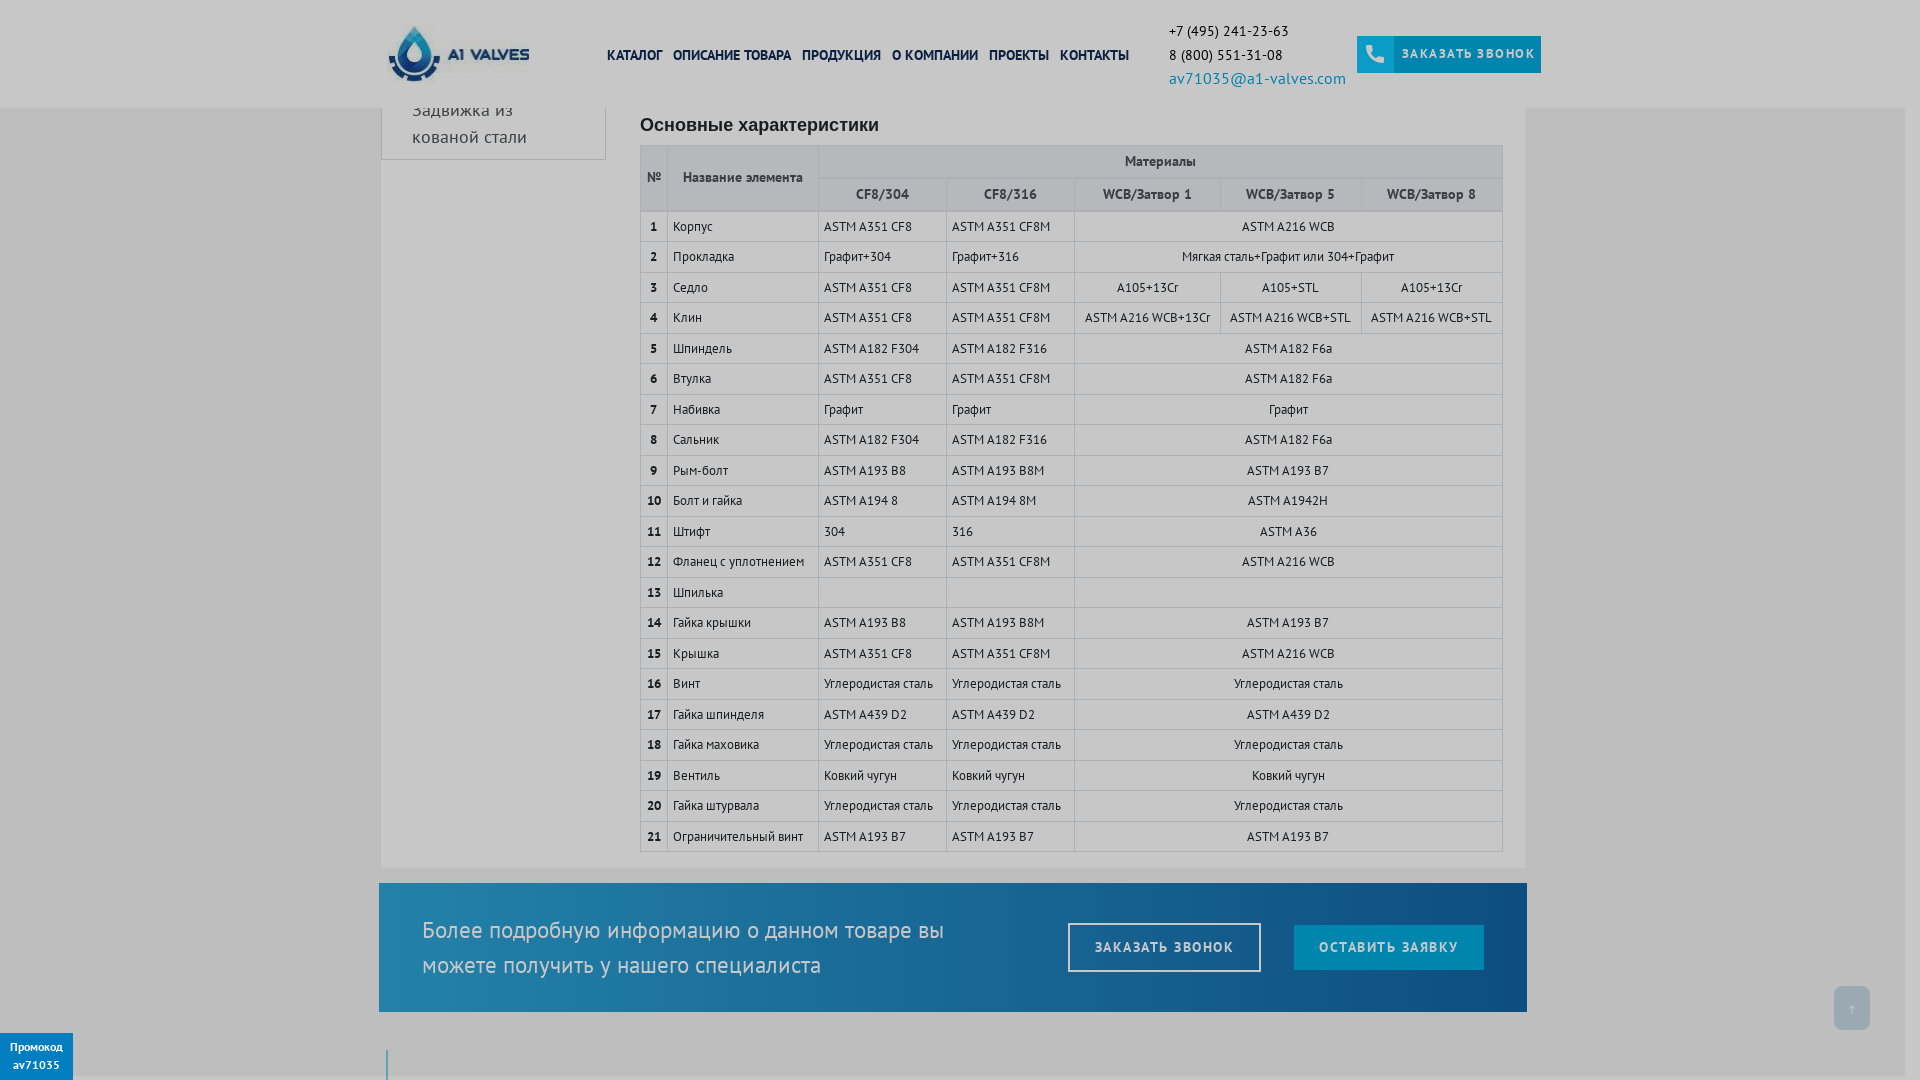 A1 VALVES
КАТАЛОГ ОПИСАНИЕ ТОВАРА ПРОДУКЦИЯ О КОМПАНИИ ПРОЕКТЫ КОНТАКТЫ
+7 (495) 241-23-63
8 (800) 551-31-08
av71035@a1-valves.com
ЗАКАЗАТЬ ЗВОНОК
Задвижка из
кованой стали
Основные характеристики
№ Название элемента Материалы
CF8/304 CF8/316 WCB/Затвор 1 WCB/Затвор 5 WCB/Затвор 8
1 Корпус ASTM A351 CF8 ASTM A351 CF8M ASTM A216 WCB
2 Прокладка Графит+304 Графит+316 Мягкая сталь+Графит или 304+Графит
3 Седло ASTM A351 CF8 ASTM A351 CF8M A105+13Cr A105+STL A105+13Cr
4 Клин ASTM A351 CF8 ASTM A351 CF8M ASTM A216 WCB+13Cr ASTM A216 WCB+STL ASTM A216 WCB+STL
5 Шпиндель ASTM A182 F304 ASTM A182 F316 ASTM A182 F6a
6 Втулка ASTM A351 CF8 ASTM A351 CF8M ASTM A182 F6a
7 Набивка Графит Графит Графит
8 Сальник ASTM A182 F304 ASTM A182 F316 ASTM A182 F6a
9 Рым-болт ASTM A193 B8 ASTM A193 B8M ASTM A193 B7
10 Болт и гайка ASTM A194 8 ASTM A194 8M ASTM A1942H
11 Штифт 304 316 ASTM A36
12 Фланец с уплотнением ASTM A351 CF8 ASTM A351 CF8M ASTM A216 WCB
13 Шпилька
14 Гайка крышки ASTM A193 B8 ASTM A193 B8M ASTM A193 B7
15 Крышка ASTM A351 CF8 ASTM A351 CF8M ASTM A216 WCB
16 Винт Углеродистая сталь Углеродистая сталь Углеродистая сталь
17 Гайка шпинделя ASTM A439 D2 ASTM A439 D2 ASTM A439 D2
18 Гайка маховика Углеродистая сталь Углеродистая сталь Углеродистая сталь
19 Вентиль Ковкий чугун Ковкий чугун Ковкий чугун
20 Гайка штурвала Углеродистая сталь Углеродистая сталь Углеродистая сталь
21 Ограничительный винт ASTM A193 B7 ASTM A193 B7 ASTM A193 B7
Более подробную информацию о данном товаре вы
можете получить у нашего специалиста
ЗАКАЗАТЬ ЗВОНОК
ОСТАВИТЬ ЗАЯВКУ
↑
Промокод
av71035